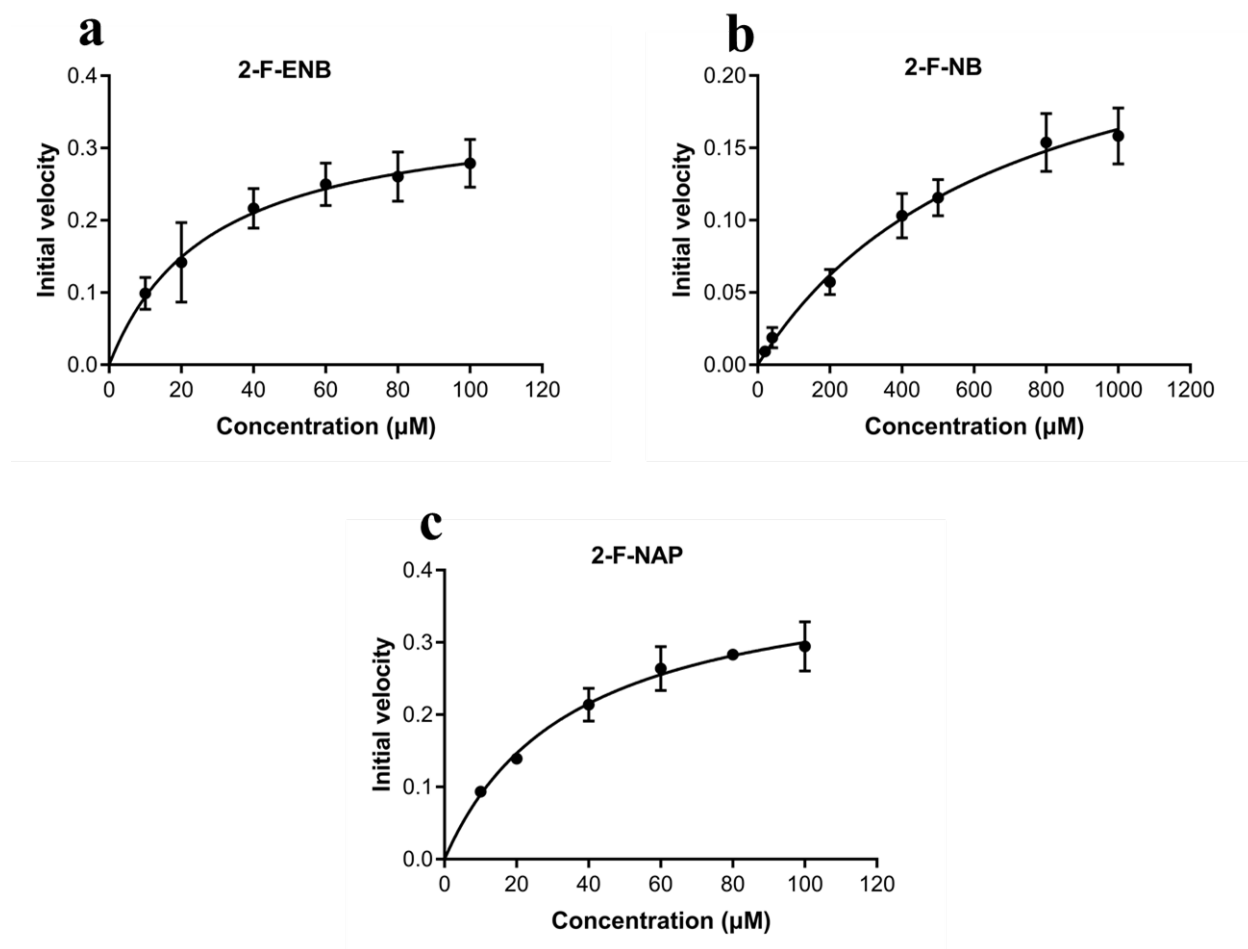 a
2-F-ENB
0.4
0.3
0.2
0.1
0.0
Initial velocity
0 20 40 60 80 100 120
Concentration (µM)
b
2-F-NB
0.20
0.15
0.10
0.05
0.00
Initial velocity
0 200 400 600 800 1000 1200
Concentration (µM)
c
2-F-NAP
0.4
0.3
0.2
0.1
0.0
Initial velocity
0 20 40 60 80 100 120
Concentration (µM)